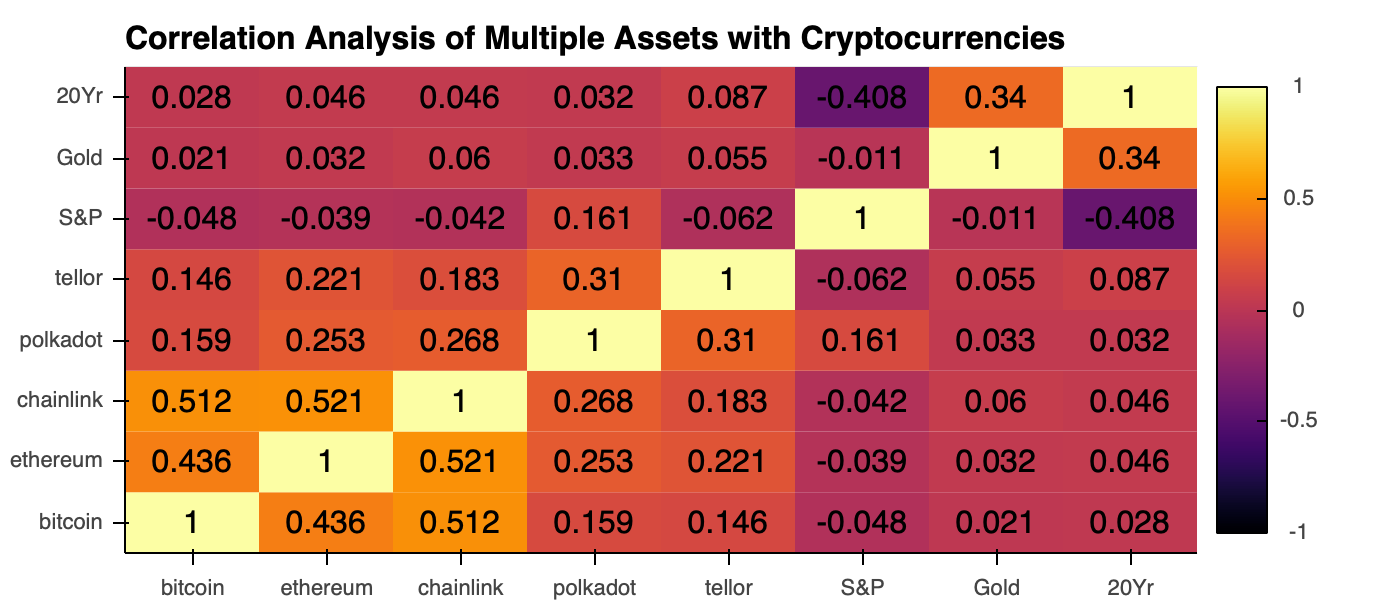 Correlation Analysis of Multiple Assets with Cryptocurrencies
20Yr 0.028 0.046 0.046 0.032 0.087 -0.408 0.34 1
Gold 0.021 0.032 0.06 0.033 0.055 -0.011 1 0.34
S&P -0.048 -0.039 -0.042 0.161 -0.062 1 -0.011 -0.408
tellor 0.146 0.221 0.183 0.31 1 -0.062 0.055 0.087
polkadot 0.159 0.253 0.268 1 0.31 0.161 0.033 0.032
chainlink 0.512 0.521 1 0.268 0.183 -0.042 0.06 0.046
ethereum 0.436 1 0.521 0.253 0.221 -0.039 0.032 0.046
bitcoin 1 0.436 0.512 0.159 0.146 -0.048 0.021 0.028
bitcoin ethereum chainlink polkadot tellor S&P Gold 20Yr
1
0.5
0
-0.5
-1